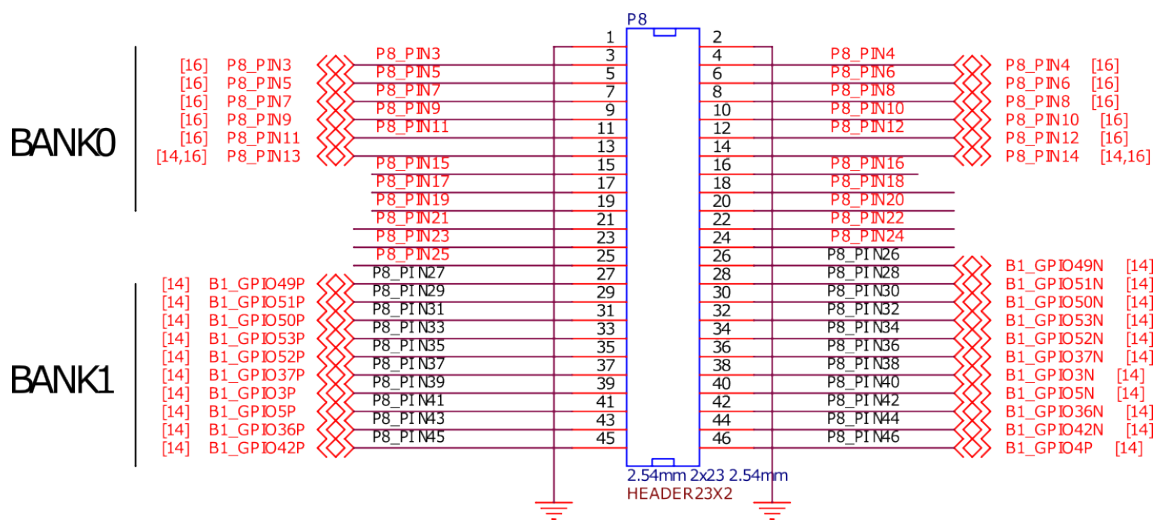 P8
1 2
P8_PIN3 3 4 P8_PIN4
[16] P8_PIN3 P8_PIN4 [16]
P8_PIN5 5 6 P8_PIN6
[16] P8_PIN5 P8_PIN6 [16]
P8_PIN7 7 8 P8_PIN8
[16] P8_PIN7 P8_PIN8 [16]
P8_PIN9 9 10 P8_PIN10
[16] P8_PIN9 P8_PIN10 [16]
P8_PIN11 11 12 P8_PIN12
[16] P8_PIN11 P8_PIN12 [16]
BANK0
13 14
[14,16] P8_PIN13 P8_PIN14 [14,16]
P8_PIN15 15 16 P8_PIN16
P8_PIN17 17 18 P8_PIN18
P8_PIN19 19 20 P8_PIN20
P8_PIN21 21 22 P8_PIN22
P8_PIN23 23 24 P8_PIN24
P8_PIN25 25 26 P8_PIN26
B1_GPIO49N [14]
P8_PIN27 27 28 P8_PIN28
[14] B1_GPIO49P B1_GPIO51N [14]
P8_PIN29 29 30 P8_PIN30
[14] B1_GPIO51P B1_GPIO50N [14]
P8_PIN31 31 32 P8_PIN32
[14] B1_GPIO50P B1_GPIO53N [14]
P8_PIN33 33 34 P8_PIN34
[14] B1_GPIO53P B1_GPIO52N [14]
P8_PIN35 35 36 P8_PIN36
[14] B1_GPIO52P B1_GPIO37N [14]
P8_PIN37 37 38 P8_PIN38
[14] B1_GPIO37P B1_GPIO3N [14]
BANK1
P8_PIN39 39 40 P8_PIN40
[14] B1_GPIO3P B1_GPIO5N [14]
P8_PIN41 41 42 P8_PIN42
[14] B1_GPIO5P B1_GPIO36N [14]
P8_PIN43 43 44 P8_PIN44
[14] B1_GPIO36P B1_GPIO42N [14]
P8_PIN45 45 46 P8_PIN46
[14] B1_GPIO42P B1_GPIO4P [14]
2.54mm 2x23 2.54mm
HEADER23X2